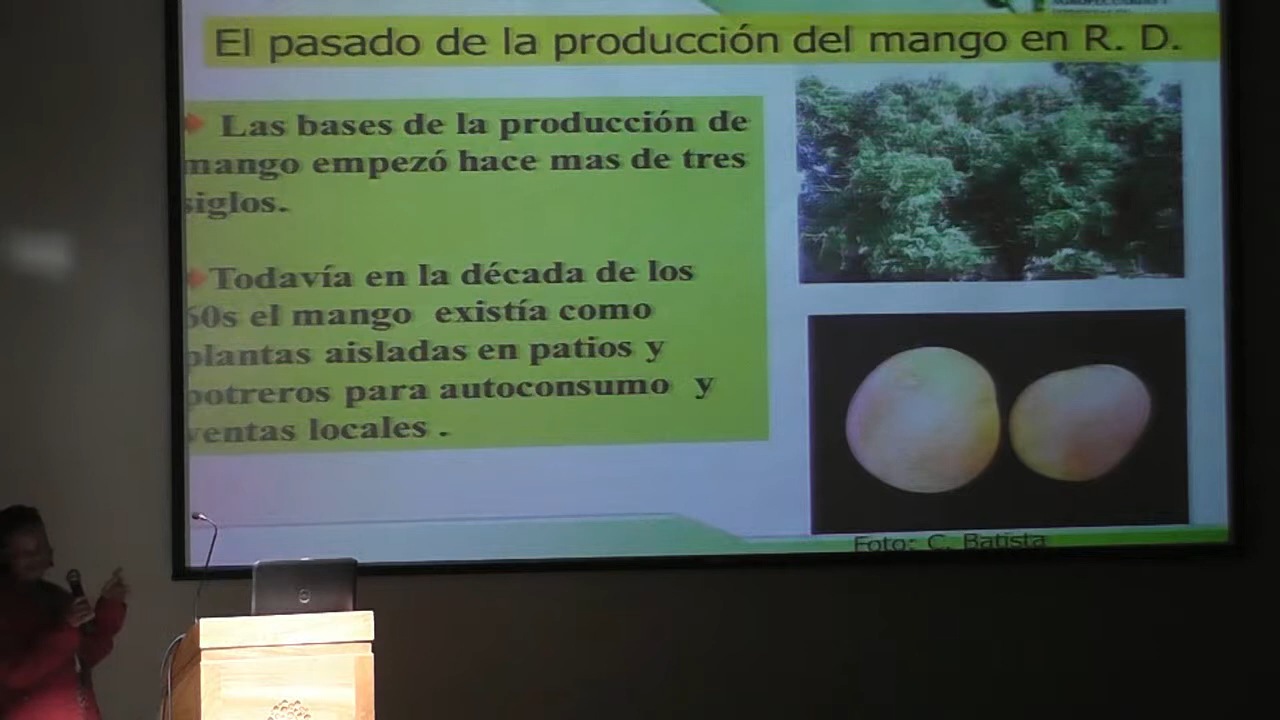 El pasado de la producción del mango en R. D.
Las bases de la producción de
mango empezó hace mas de tres
siglos.
Todavía en la década de los
60s el mango existía como
plantas aisladas en patios y
potreros para autoconsumo y
ventas locales .
Foto: C. Batista